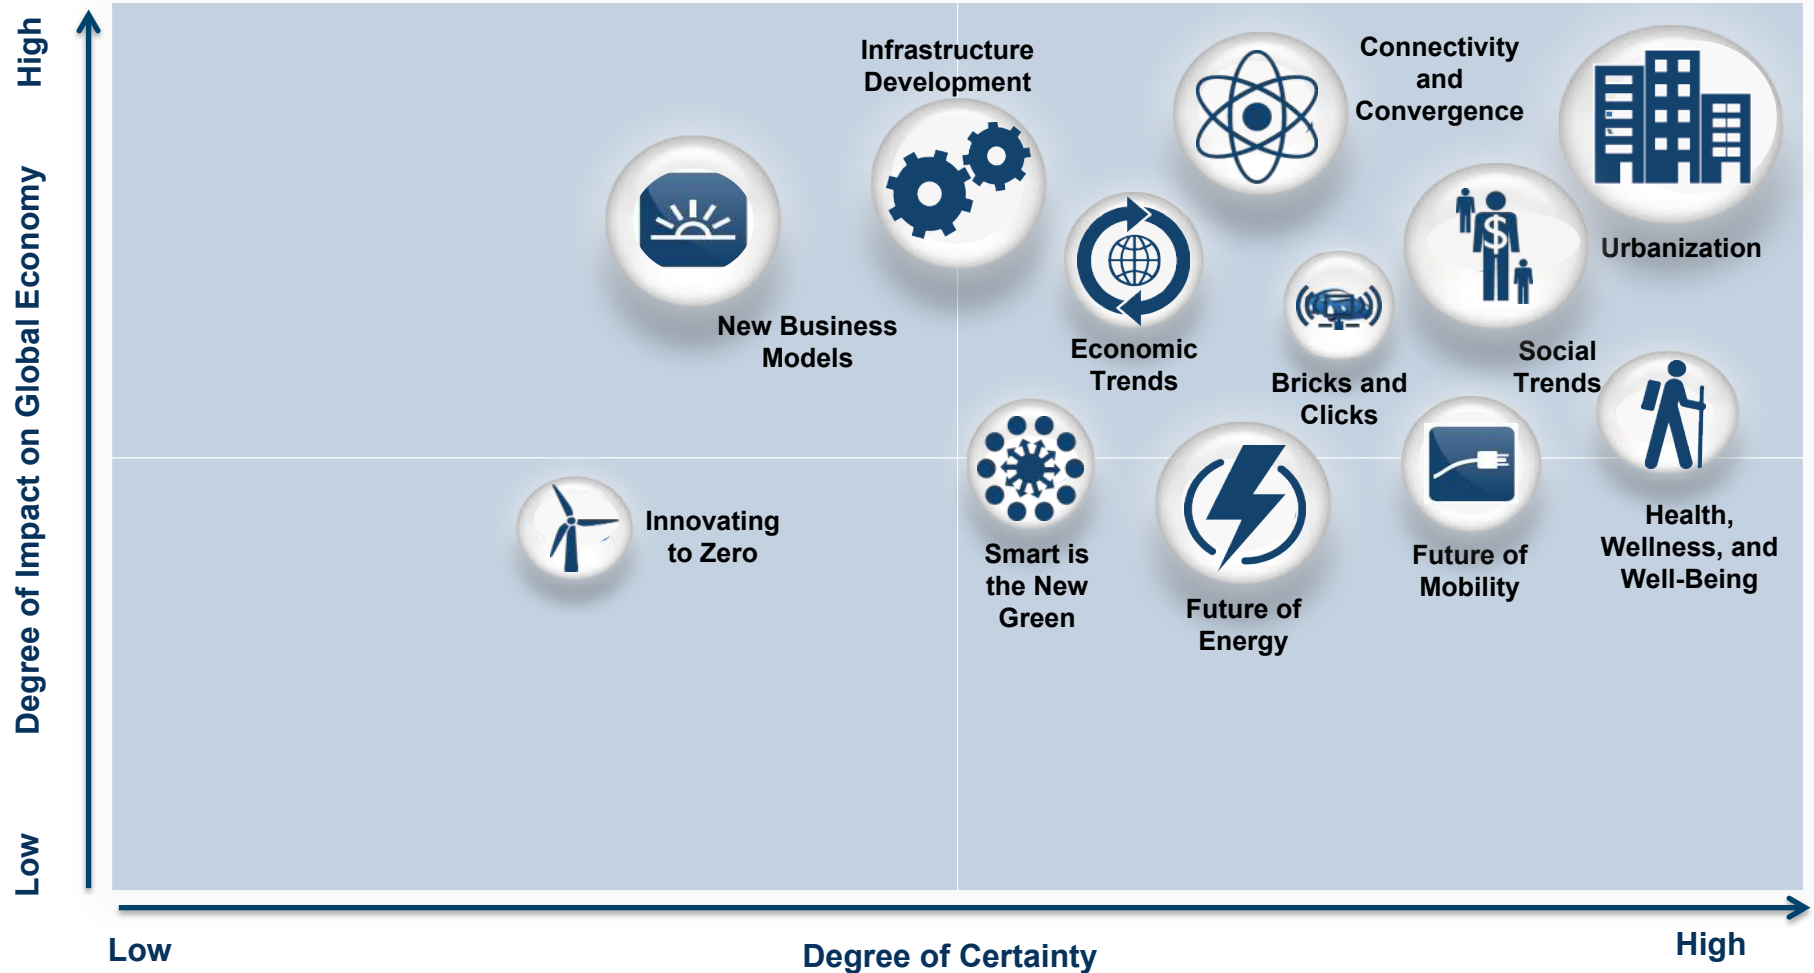 High
Degree of Impact on Global Economy
Low
Infrastructure
Development
Connectivity
and
Convergence
Urbanization
New Business
Models
Economic
Trends
Bricks and
Clicks
Social
Trends
$
Innovating
to Zero
Smart is
the New
Green
Future of
Energy
Future of
Mobility
Health,
Wellness, and
Well-Being
Low
Degree of Certainty
High